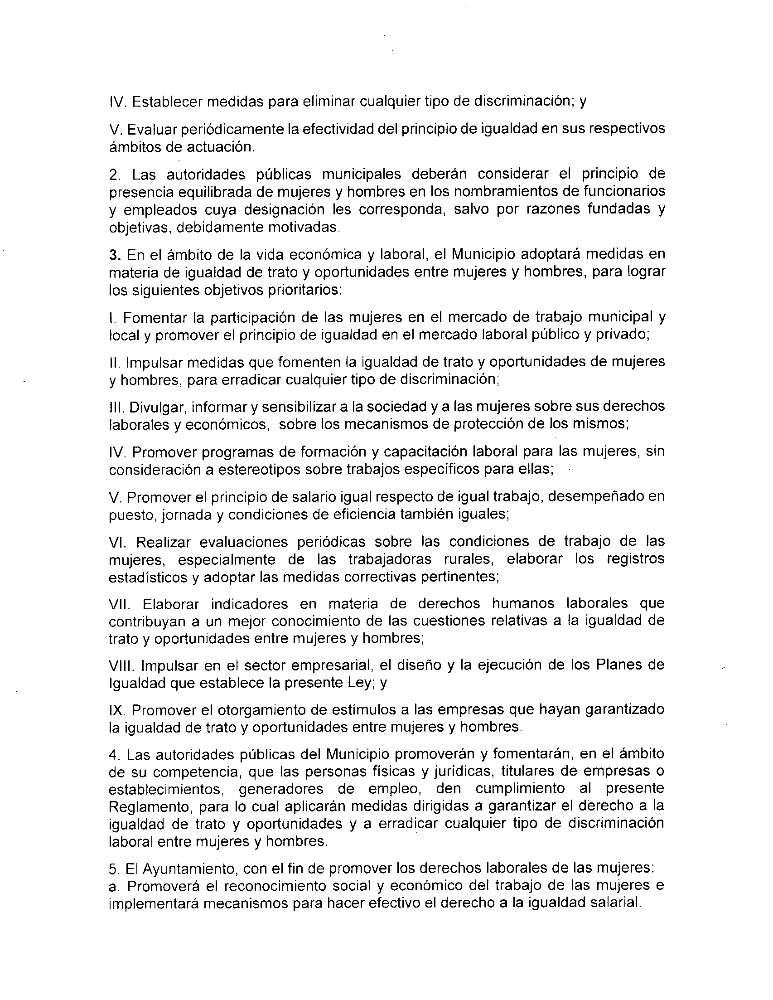 IV. Establecer medidas para eliminar cualquier tipo de discriminación; y
V. Evaluar periódicamente la efectividad del principio de igualdad en sus respectivos
ámbitos de actuación.
2. Las autoridades públicas municipales deberán considerar el principio de
presencia equilibrada de mujeres y hombres en los nombramientos de funcionarios
y empleados cuya designación les corresponda, salvo por razones fundadas y
objetivas, debidamente motivadas.
3. En el ámbito de la vida económica y laboral, el Municipio adoptará medidas en
materia de igualdad de trato y oportunidades entre mujeres y hombres, para lograr
los siguientes objetivos prioritarios:
I. Fomentar la participación de las mujeres en el mercado de trabajo municipal y
local y promover el principio de igualdad en el mercado laboral público y privado;
II. Impulsar medidas que fomenten la igualdad de trato y oportunidades de mujeres
y hombres, para erradicar cualquier tipo de discriminación;
III. Divulgar, informar y sensibilizar a la sociedad y a las mujeres sobre sus derechos
laborales y económicos, sobre los mecanismos de protección de los mismos;
IV. Promover programas de formación y capacitación laboral para las mujeres, sin
consideración a estereotipos sobre trabajos específicos para ellas;
V. Promover el principio de salario igual respecto de igual trabajo, desempeñado en
puesto, jornada y condiciones de eficiencia también iguales;
VI. Realizar evaluaciones periódicas sobre las condiciones de trabajo de las
mujeres, especialmente de las trabajadoras rurales, elaborar los registros
estadísticos y adoptar las medidas correctivas pertinentes;
VII. Elaborar indicadores en materia de derechos humanos laborales que
contribuyan a un mejor conocimiento de las cuestiones relativas a la igualdad de
trato y oportunidades entre mujeres y hombres;
VIII. Impulsar en el sector empresarial, el diseño y la ejecución de los Planes de
Igualdad que establece la presente Ley; y
IX. Promover el otorgamiento de estímulos a las empresas que hayan garantizado
la igualdad de trato y oportunidades entre mujeres y hombres.
4. Las autoridades públicas del Municipio promoverán y fomentarán, en el ámbito
de su competencia, que las personas físicas y jurídicas, titulares de empresas o
establecimientos, generadores de empleo, den cumplimiento al presente
Reglamento, para lo cual aplicarán medidas dirigidas a garantizar el derecho a la
igualdad de trato y oportunidades y a erradicar cualquier tipo de discriminación
laboral entre mujeres y hombres.
5. El Ayuntamiento, con el fin de promover los derechos laborales de las mujeres:
a. Promoverá el reconocimiento social y económico del trabajo de las mujeres e
implementará mecanismos para hacer efectivo el derecho a la igualdad salarial.